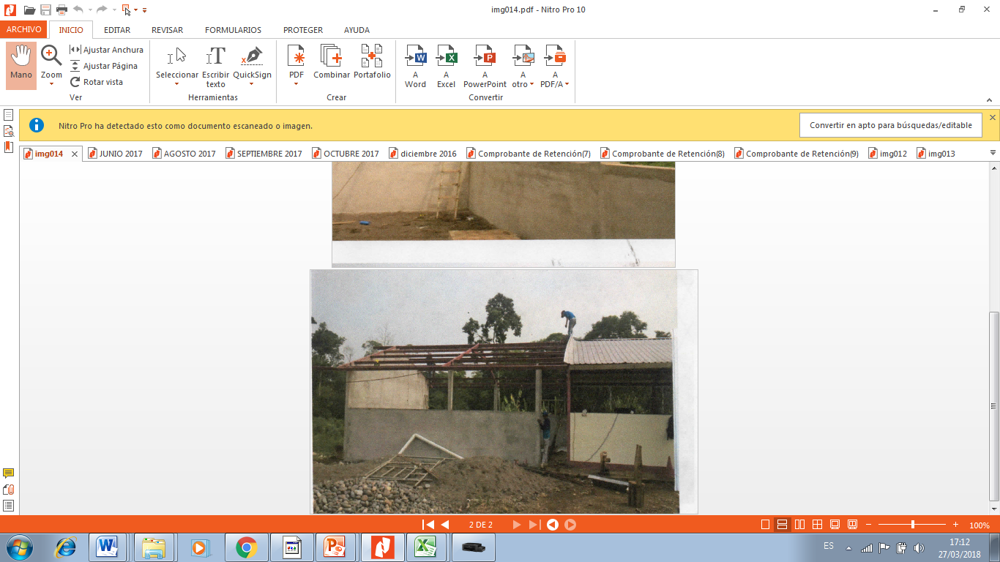 img014.pdf - Nitro Pro 10
ARCHIVO INICIO EDITAR REVISAR FORMULARIOS PROTEGER AYUDA
Mano
Zoom
Ajustar Anchura
Ajustar Página
Rotar vista
Ver
Seleccionar
Escribir texto
QuickSign
Herramientas
PDF
Combinar
Portafolio
Crear
A Word
A Excel
A PowerPoint
A otro
A PDF/A
Convertir
Nitro Pro ha detectado esto como documento escaneado o imagen.
Convertir en apto para búsquedas/editable
img014 JUNIO 2017 AGOSTO 2017 SEPTIEMBRE 2017 OCTUBRE 2017 diciembre 2016 Comprobante de Retención(7) Comprobante de Retención(8) Comprobante de Retención(9) img012 img013
2 DE 2
100%
ES
17:12
27/03/2018